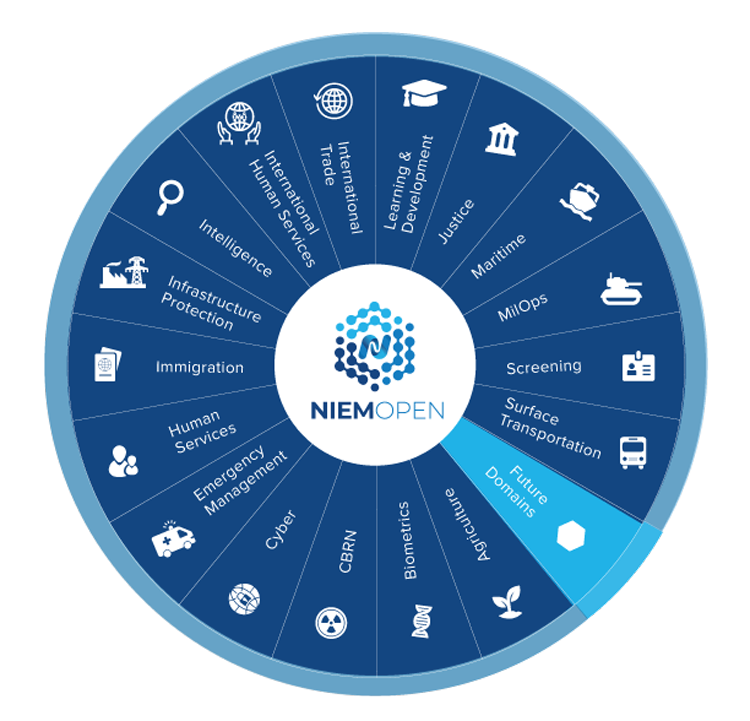 Learning &
Development
Justice
Maritime
MilOps
Screening
Surface
Transportation
Future
Domains
Agriculture
Biometrics
CBRN
Cyber
Emergency
Management
Human
Services
Immigration
Infrastructure
Protection
Intelligence
International
Human Services
International
Trade
N
NIEMOPEN